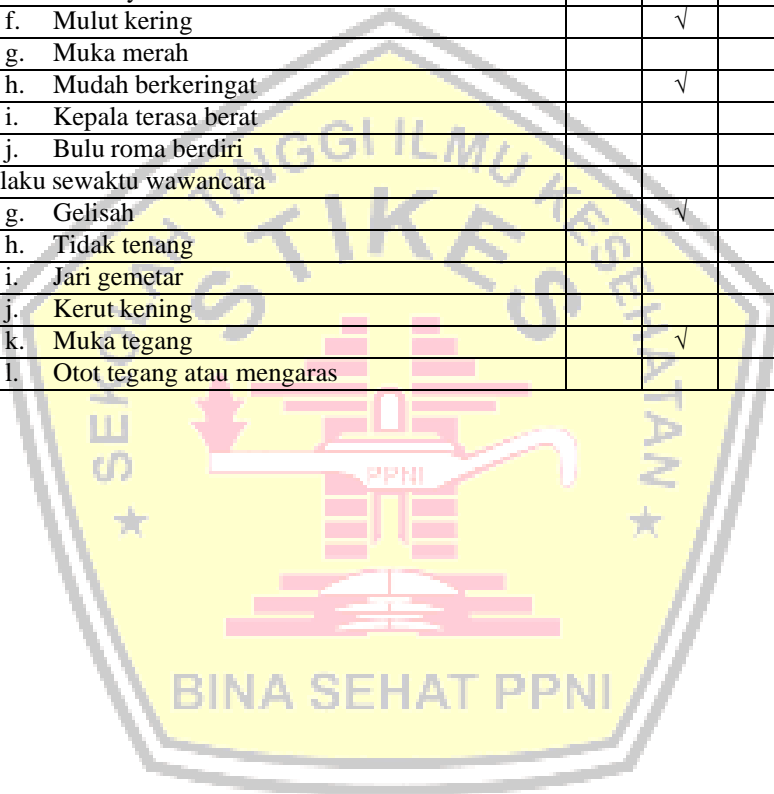 f. Mulut kering √
g. Muka merah
h. Mudah berkeringat √
i. Kepala terasa berat
j. Bulu roma berdiri
laku sewaktu wawancara
g. Gelisah √
h. Tidak tenang
i. Jari gemetar
j. Kerut kening
k. Muka tegang √
l. Otot tegang atau mengaras
SEKOLAH TINGGI ILMU KESEHATAN
STIKES
PPNI
BINA SEHAT PPNI